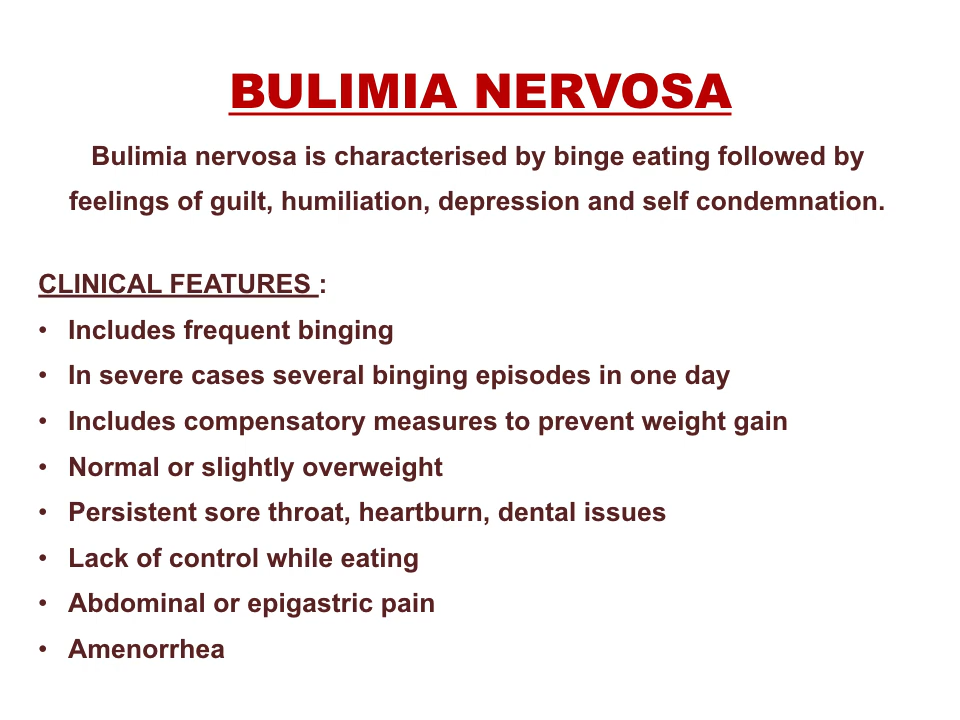 BULIMIA NERVOSA
Bulimia nervosa is characterised by binge eating followed by
feelings of guilt, humiliation, depression and self condemnation.
CLINICAL FEATURES :
• Includes frequent binging
• In severe cases several binging episodes in one day
• Includes compensatory measures to prevent weight gain
• Normal or slightly overweight
• Persistent sore throat, heartburn, dental issues
• Lack of control while eating
• Abdominal or epigastric pain
• Amenorrhea